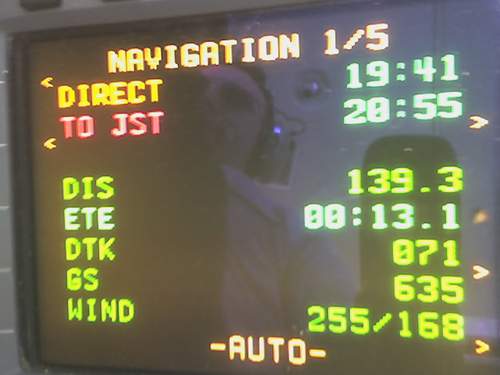 NAVIGATION 1/5
< DIRECT 19:41
TO JST 20:55 >
<
DIS 139.3
ETE 00:13.1
DTK 071 >
GS 635
WIND 255/168
-AUTO- >